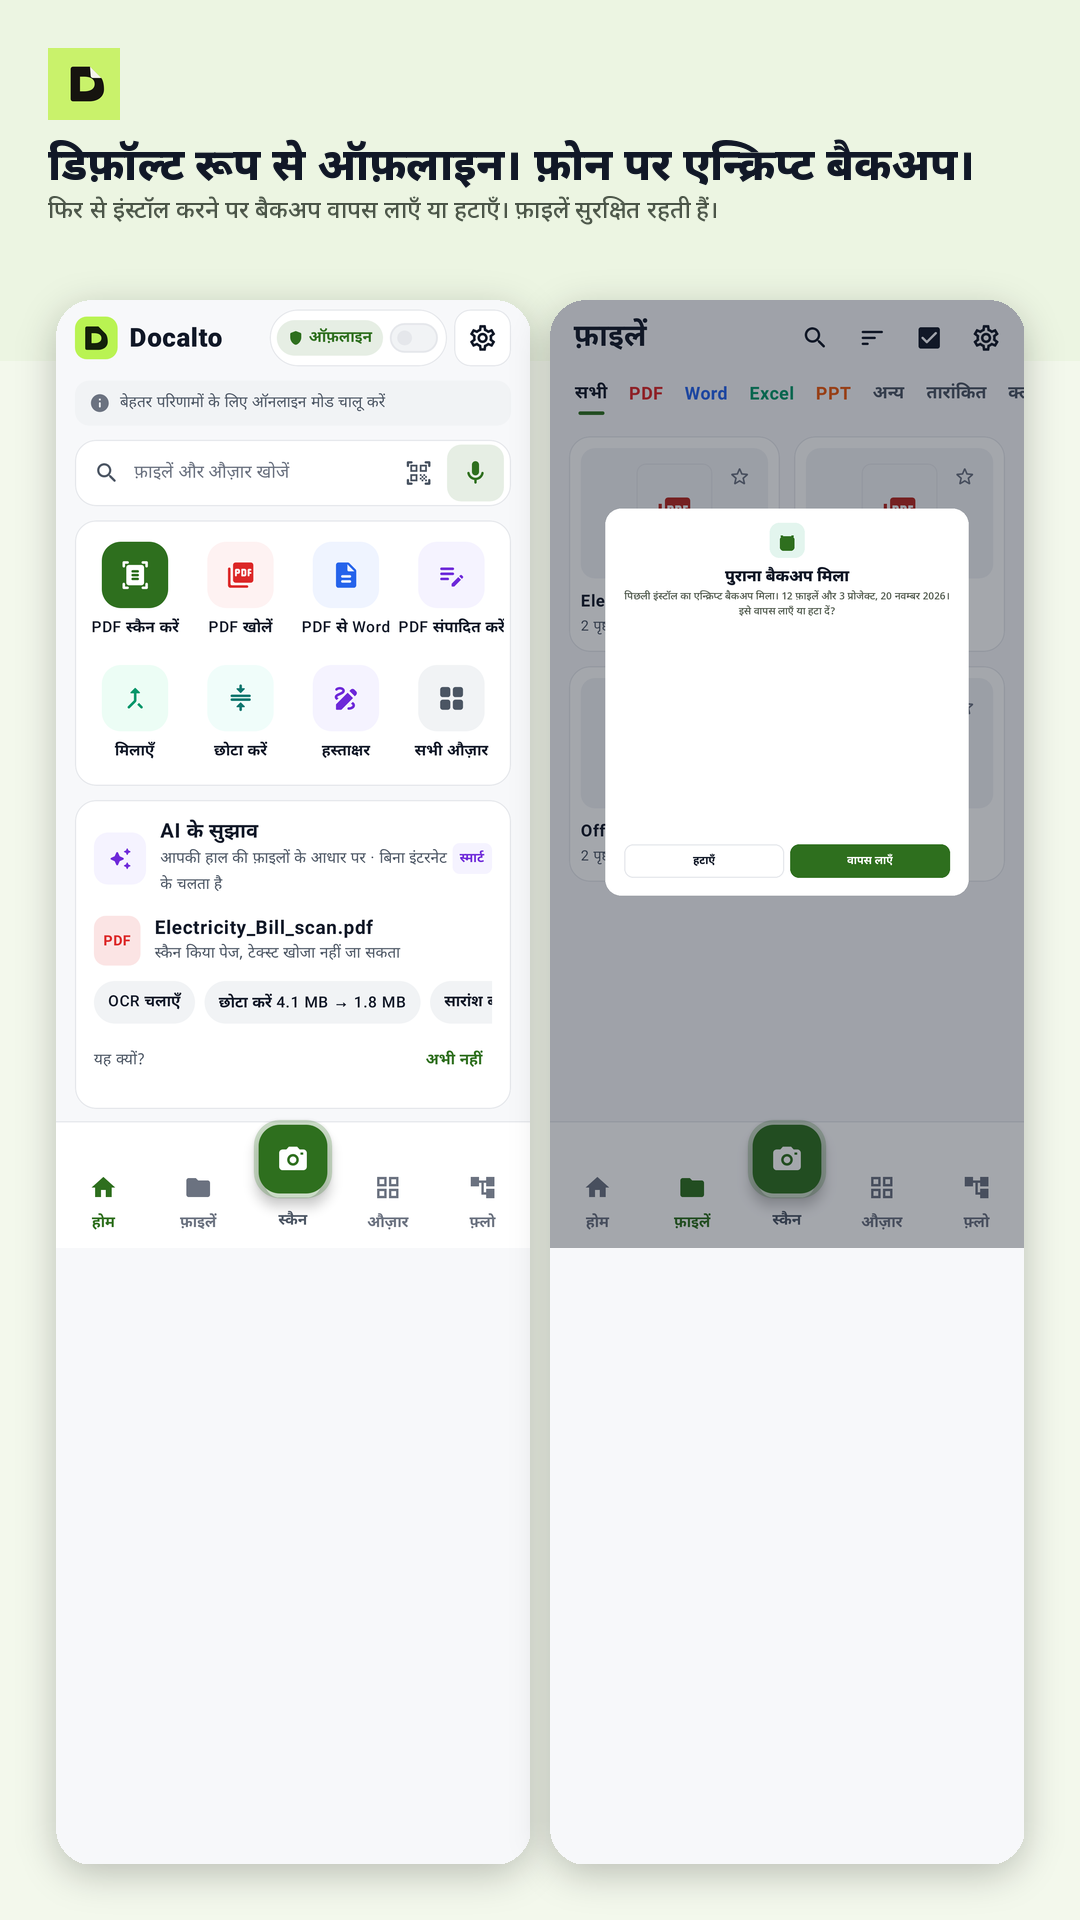 डिफ़ॉल्ट रूप से ऑफ़लाइन। फ़ोन पर एन्क्रिप्ट बैकअप।
फिर से इंस्टॉल करने पर बैकअप वापस लाएँ या हटाएँ। फ़ाइलें सुरक्षित रहती हैं।
Docalto
ऑफ़लाइन
बेहतर परिणामों के लिए ऑनलाइन मोड चालू करें
फ़ाइलें और औज़ार खोजें
PDF स्कैन करें
PDF खोलें
PDF से Word
PDF संपादित करें
मिलाएँ
छोटा करें
हस्ताक्षर
सभी औज़ार
AI के सुझाव
आपकी हाल की फ़ाइलों के आधार पर · बिना इंटरनेट
के चलता है
स्मार्ट
PDF
Electricity_Bill_scan.pdf
स्कैन किया पेज, टेक्स्ट खोजा नहीं जा सकता
OCR चलाएँ
छोटा करें 4.1 MB → 1.8 MB
सारांश
यह क्यों?
अभी नहीं
होम
फ़ाइलें
स्कैन
औज़ार
फ़्लो
फ़ाइलें
सभी
PDF
Word
Excel
PPT
अन्य
तारांकित
पुराना बैकअप मिला
पिछली इंस्टॉल का एन्क्रिप्ट बैकअप मिला। 12 फ़ाइलें और 3 प्रोजेक्ट, 20 नवम्बर 2026।
इसे वापस लाएँ या हटा दें?
Ele
2
Off
2
हटाएँ
वापस लाएँ
होम
फ़ाइलें
स्कैन
औज़ार
फ़्लो